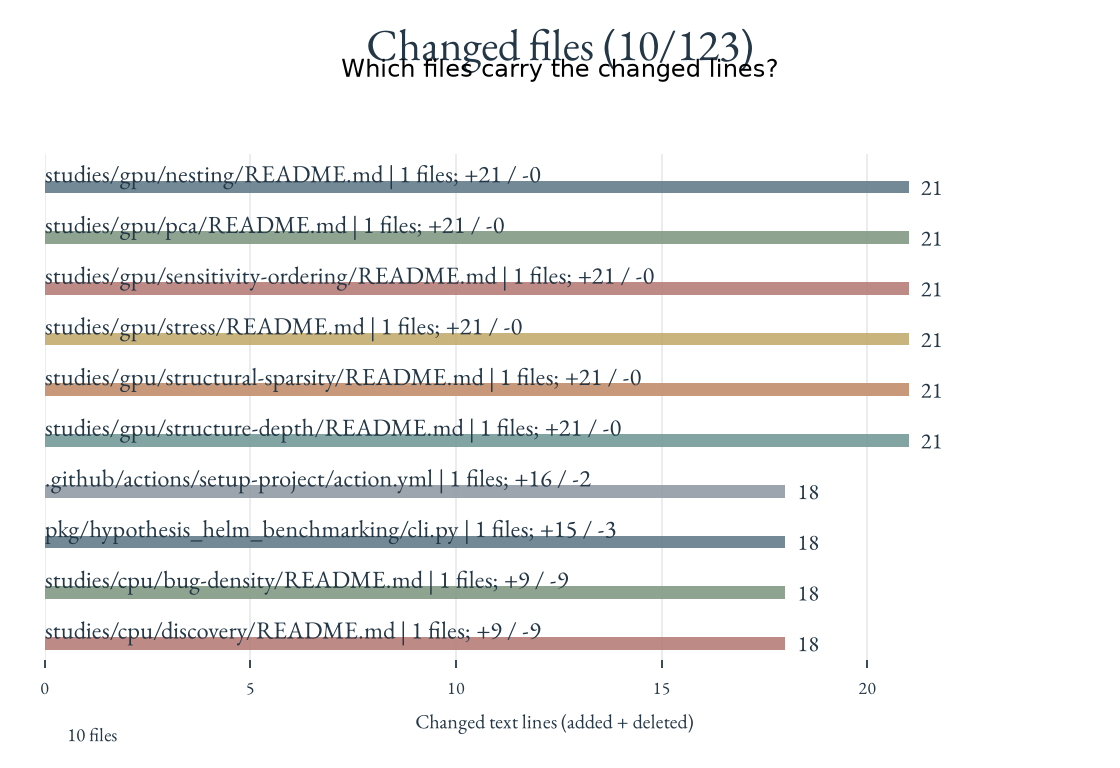 Changed files (10/123)
Which files carry the changed lines?
studies/gpu/nesting/README.md | 1 files; +21 / -0
21
studies/gpu/pca/README.md | 1 files; +21 / -0
21
studies/gpu/sensitivity-ordering/README.md | 1 files; +21 / -0
21
studies/gpu/stress/README.md | 1 files; +21 / -0
21
studies/gpu/structural-sparsity/README.md | 1 files; +21 / -0
21
studies/gpu/structure-depth/README.md | 1 files; +21 / -0
21
.github/actions/setup-project/action.yml | 1 files; +16 / -2
18
pkg/hypothesis_helm_benchmarking/cli.py | 1 files; +15 / -3
18
studies/cpu/bug-density/README.md | 1 files; +9 / -9
18
studies/cpu/discovery/README.md | 1 files; +9 / -9
18
0 5 10 15 20
Changed text lines (added + deleted)
10 files